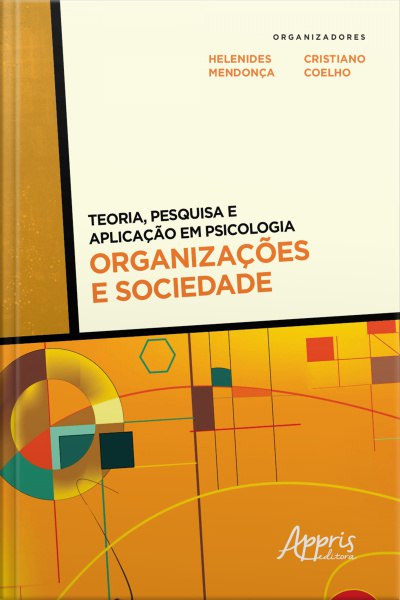 ORGANIZADORES
HELENIDES MENDONÇA
CRISTIANO COELHO
TEORIA, PESQUISA E
APLICAÇÃO EM PSICOLOGIA
ORGANIZAÇÕES
E SOCIEDADE
Appris
editora